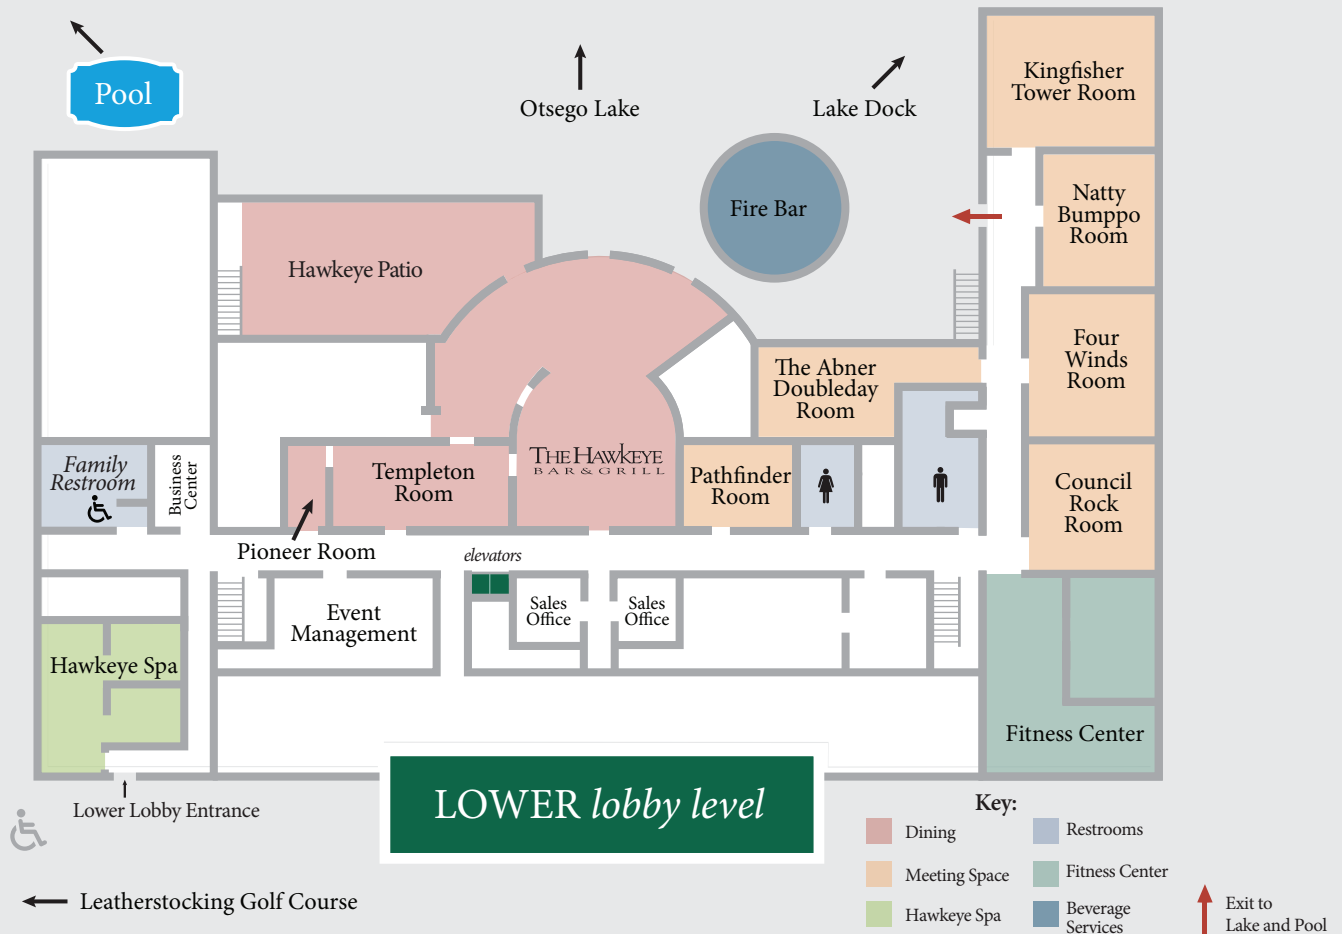 Pool
Otsego Lake
Lake Dock
Kingfisher
Tower Room
Fire Bar
Natty
Bumppo
Room
Hawkeye Patio
The Abner
Doubleday
Room
Four
Winds
Room
Family
Restroom
Business
Center
Templeton
Room
THE HAWKEYE
BAR & GRILL
Pathfinder
Room
Council
Rock
Room
Pioneer Room
elevators
Event
Management
Sales
Office
Sales
Office
Hawkeye Spa
Fitness Center
Lower Lobby Entrance
LOWER lobby level
Leatherstocking Golf Course
Key:
Dining
Meeting Space
Hawkeye Spa
Restrooms
Fitness Center
Beverage
Services
Exit to
Lake and Pool